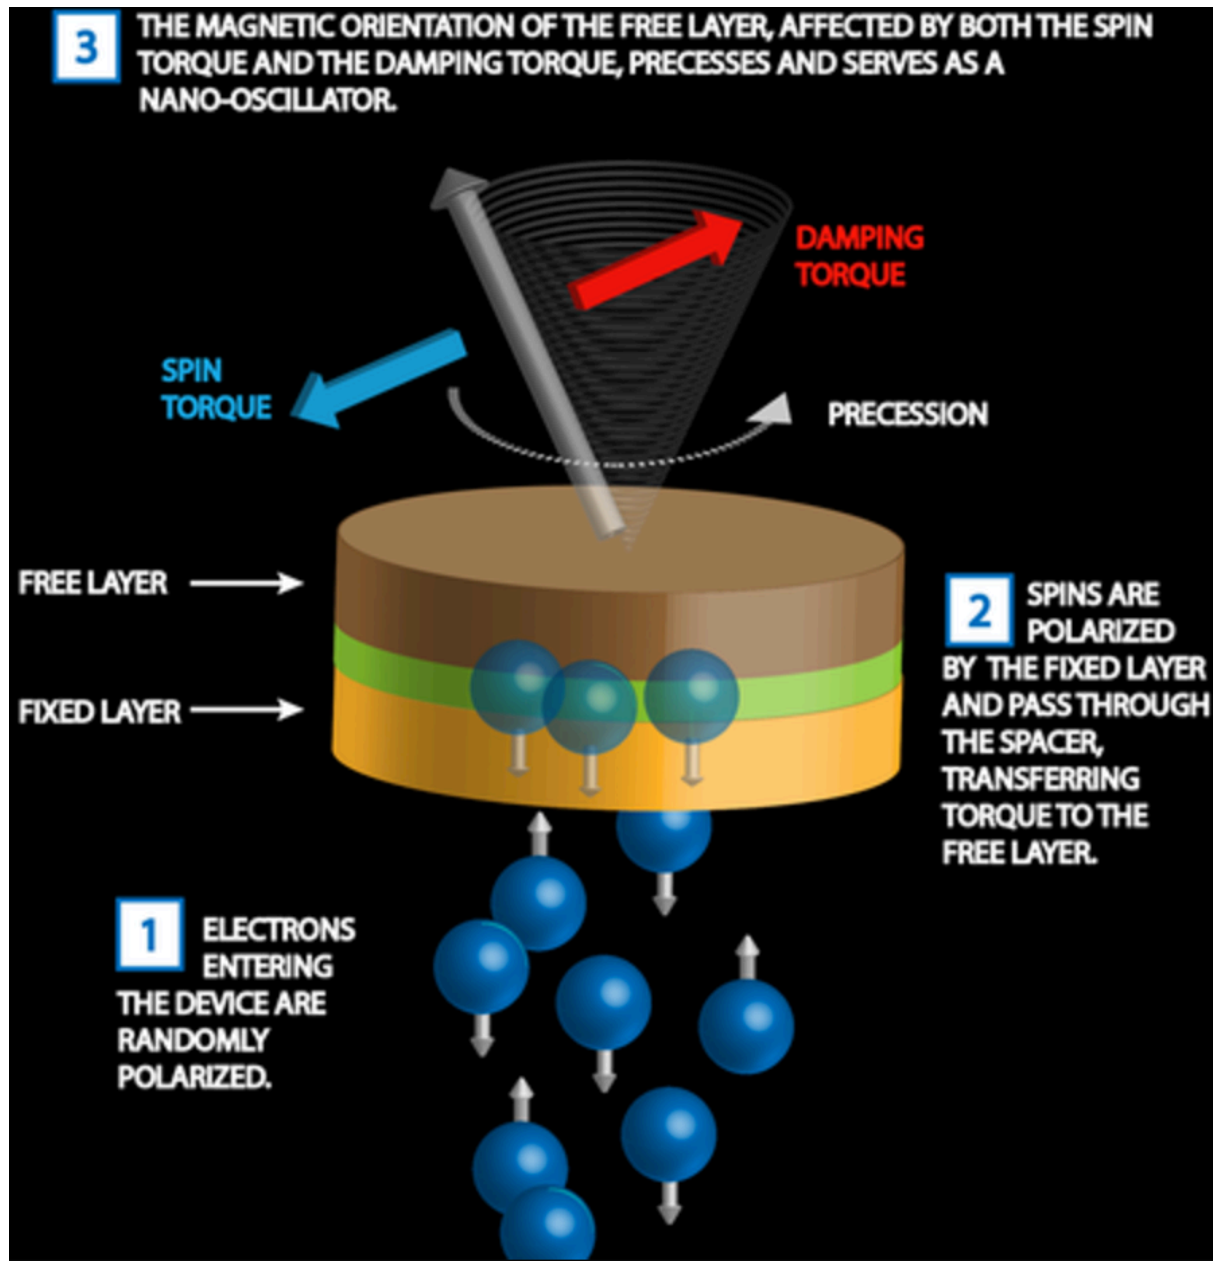 3
THE MAGNETIC ORIENTATION OF THE FREE LAYER, AFFECTED BY BOTH THE SPIN
TORQUE AND THE DAMPING TORQUE, PRECESSES AND SERVES AS A
NANO-OSCILLATOR.
DAMPING
TORQUE
SPIN
TORQUE
PRECESSION
FREE LAYER
FIXED LAYER
2
SPINS ARE
POLARIZED
BY THE FIXED LAYER
AND PASS THROUGH
THE SPACER,
TRANSFERRING
TORQUE TO THE
FREE LAYER.
1
ELECTRONS
ENTERING
THE DEVICE ARE
RANDOMLY
POLARIZED.